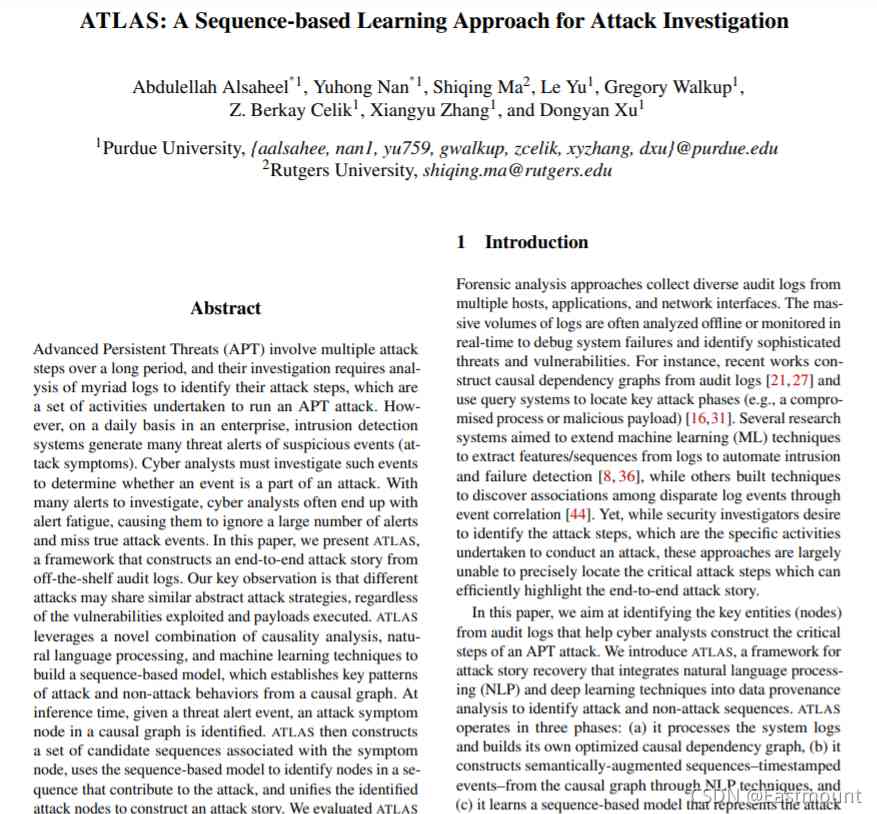 ATLAS: A Sequence-based Learning Approach for Attack Investigation
Abdulellah Alsaheel*1, Yuhong Nan*1, Shiqing Ma2, Le Yu1, Gregory Walkup1,
Z. Berkay Celik1, Xiangyu Zhang1, and Dongyan Xu1
1Purdue University, {aalsahee, nan1, yu759, gwalkup, zcelik, xyzhang, dxu}@purdue.edu
2Rutgers University, shiqing.ma@rutgers.edu
Abstract
Advanced Persistent Threats (APT) involve multiple attack
steps over a long period, and their investigation requires anal-
ysis of myriad logs to identify their attack steps, which are
a set of activities undertaken to run an APT attack. How-
ever, on a daily basis in an enterprise, intrusion detection
systems generate many threat alerts of suspicious events (at-
tack symptoms). Cyber analysts must investigate such events
to determine whether an event is a part of an attack. With
many alerts to investigate, cyber analysts often end up with
alert fatigue, causing them to ignore a large number of alerts
and miss true attack events. In this paper, we present ATLAS,
a framework that constructs an end-to-end attack story from
off-the-shelf audit logs. Our key observation is that different
attacks may share similar abstract attack strategies, regardless
of the vulnerabilities exploited and payloads executed. ATLAS
leverages a novel combination of causality analysis, natu-
ral language processing, and machine learning techniques to
build a sequence-based model, which establishes key patterns
of attack and non-attack behaviors from a causal graph. At
inference time, given a threat alert event, an attack symptom
node in a causal graph is identified. ATLAS then constructs
a set of candidate sequences associated with the symptom
node, uses the sequence-based model to identify nodes in a se-
quence that contribute to the attack, and unifies the identified
attack nodes to construct an attack story. We evaluated ATLAS
1 Introduction
Forensic analysis approaches collect diverse audit logs from
multiple hosts, applications, and network interfaces. The mas-
sive volumes of logs are often analyzed offline or monitored in
real-time to debug system failures and identify sophisticated
threats and vulnerabilities. For instance, recent works con-
struct causal dependency graphs from audit logs [21,27] and
use query systems to locate key attack phases (e.g., a compro-
mised process or malicious payload) [16,31]. Several research
systems aimed to extend machine learning (ML) techniques
to extract features/sequences from logs to automate intrusion
and failure detection [8, 36], while others built techniques
to discover associations among disparate log events through
event correlation [44]. Yet, while security investigators desire
to identify the attack steps, which are the specific activities
undertaken to conduct an attack, these approaches are largely
unable to precisely locate the critical attack steps which can
efficiently highlight the end-to-end attack story.
In this paper, we aim at identifying the key entities (nodes)
from audit logs that help cyber analysts construct the critical
steps of an APT attack. We introduce ATLAS, a framework for
attack story recovery that integrates natural language process-
ing (NLP) and deep learning techniques into data provenance
analysis to identify attack and non-attack sequences. ATLAS
operates in three phases: (a) it processes the system logs
and builds its own optimized causal dependency graph, (b) it
constructs semantically-augmented sequences–timestamped
events–from the causal graph through NLP techniques, and
(c) it learns a sequence-based model that represents the attack
CSDN @Eastmount